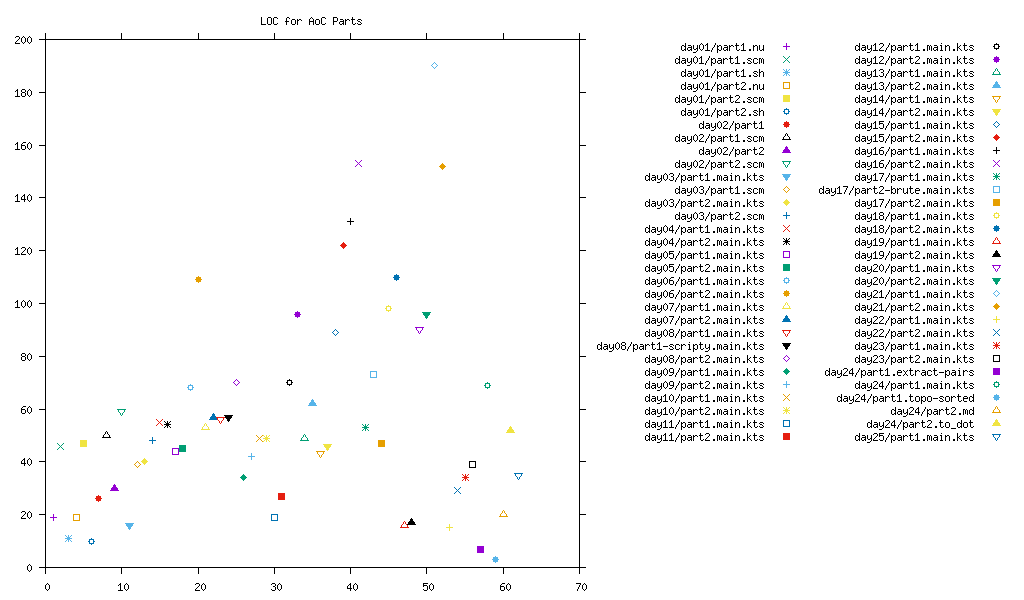 LOC for AoC Parts
200
180
160
140
120
100
80
60
40
20
0
0 10 20 30 40 50 60 70
day01/part1.nu
day01/part1.scm
day01/part1.sh
day01/part2.nu
day01/part2.scm
day01/part2.sh
day02/part1
day02/part1.scm
day02/part2
day02/part2.scm
day03/part1.main.kts
day03/part1.scm
day03/part2.main.kts
day03/part2.scm
day04/part1.main.kts
day04/part2.main.kts
day05/part1.main.kts
day05/part2.main.kts
day06/part1.main.kts
day06/part2.main.kts
day07/part1.main.kts
day07/part2.main.kts
day08/part1.main.kts
day08/part1-scripty.main.kts
day08/part2.main.kts
day09/part1.main.kts
day09/part2.main.kts
day10/part1.main.kts
day10/part2.main.kts
day11/part1.main.kts
day11/part2.main.kts
day12/part1.main.kts
day12/part2.main.kts
day13/part1.main.kts
day13/part2.main.kts
day14/part1.main.kts
day14/part2.main.kts
day15/part1.main.kts
day15/part2.main.kts
day16/part1.main.kts
day16/part2.main.kts
day17/part1.main.kts
day17/part2-brute.main.kts
day17/part2.main.kts
day18/part1.main.kts
day18/part2.main.kts
day19/part1.main.kts
day19/part2.main.kts
day20/part1.main.kts
day20/part2.main.kts
day21/part1.main.kts
day21/part2.main.kts
day22/part1.main.kts
day22/part2.main.kts
day23/part1.main.kts
day23/part2.main.kts
day24/part1.extract-pairs
day24/part1.main.kts
day24/part1.topo-sorted
day24/part2.md
day24/part2.to_dot
day25/part1.main.kts